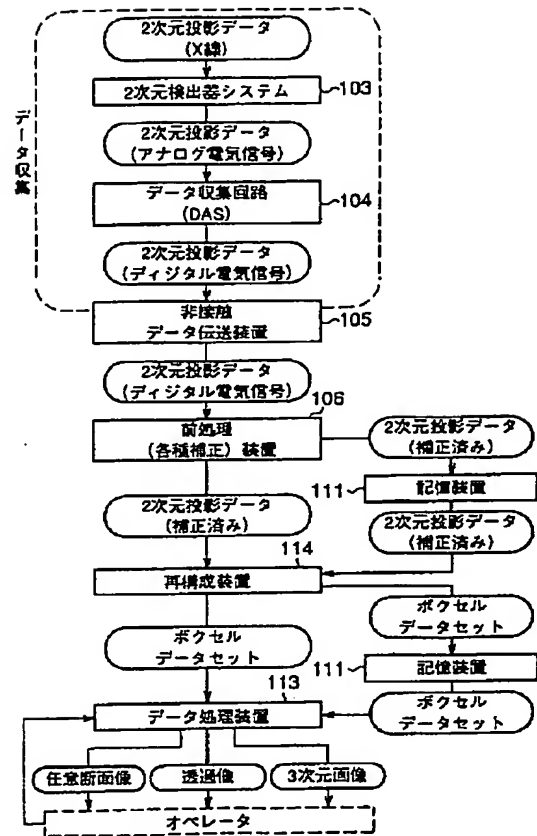 2次元投影データ
(X線)
2次元検出器システム
103
2次元投影データ
(アナログ電気信号)
データ収集
データ収集回路
(DAS)
104
2次元投影データ
(ディジタル電気信号)
非接触
データ伝送装置
105
2次元投影データ
(ディジタル電気信号)
106
前処理
(各種補正) 装置
2次元投影データ
(補正済み)
111
記憶装置
2次元投影データ
(補正済み)
2次元投影データ
(補正済み)
114
再構成装置
ボクセル
データセット
ボクセル
データセット
111
記憶装置
ボクセル
データセット
113
データ処理装置
任意断面像
透過像
3次元画像
オペレータ